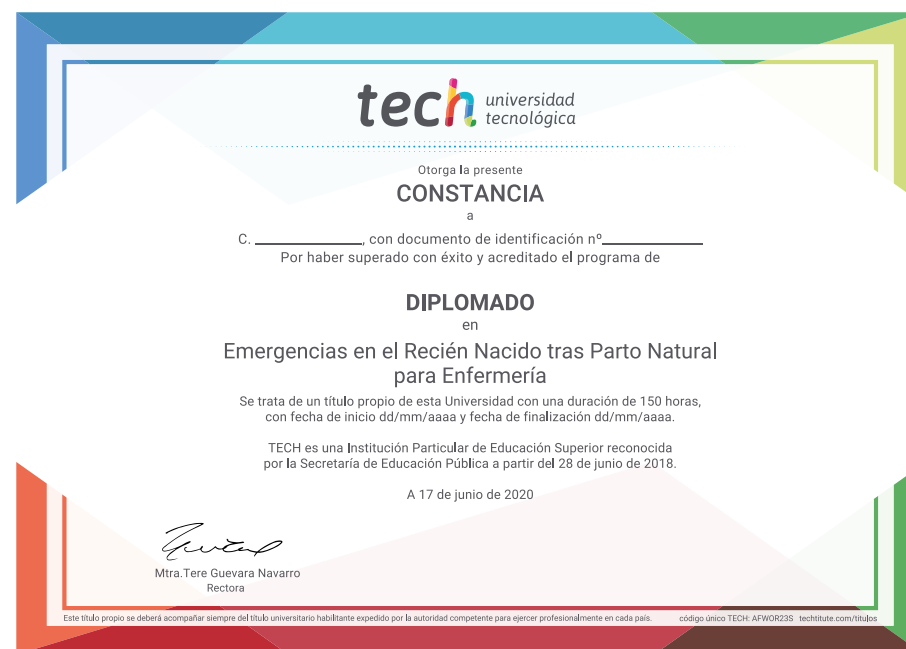 tech universidad
tecnológica
Otorga la presente
CONSTANCIA
a
C. ____________, con documento de identificación nº____________
Por haber superado con éxito y acreditado el programa de
DIPLOMADO
en
Emergencias en el Recién Nacido tras Parto Natural
para Enfermería
Se trata de un título propio de esta Universidad con una duración de 150 horas,
con fecha de inicio dd/mm/aaaa y fecha de finalización dd/mm/aaaa.
TECH es una Institución Particular de Educación Superior reconocida
por la Secretaría de Educación Pública a partir del 28 de junio de 2018.
A 17 de junio de 2020
Mtra.Tere Guevara Navarro
Rectora
Este título propio se deberá acompañar siempre del título universitario habilitante expedido por la autoridad competente para ejercer profesionalmente en cada país. código único TECH: AFWOR23S techtitute.com/titulos